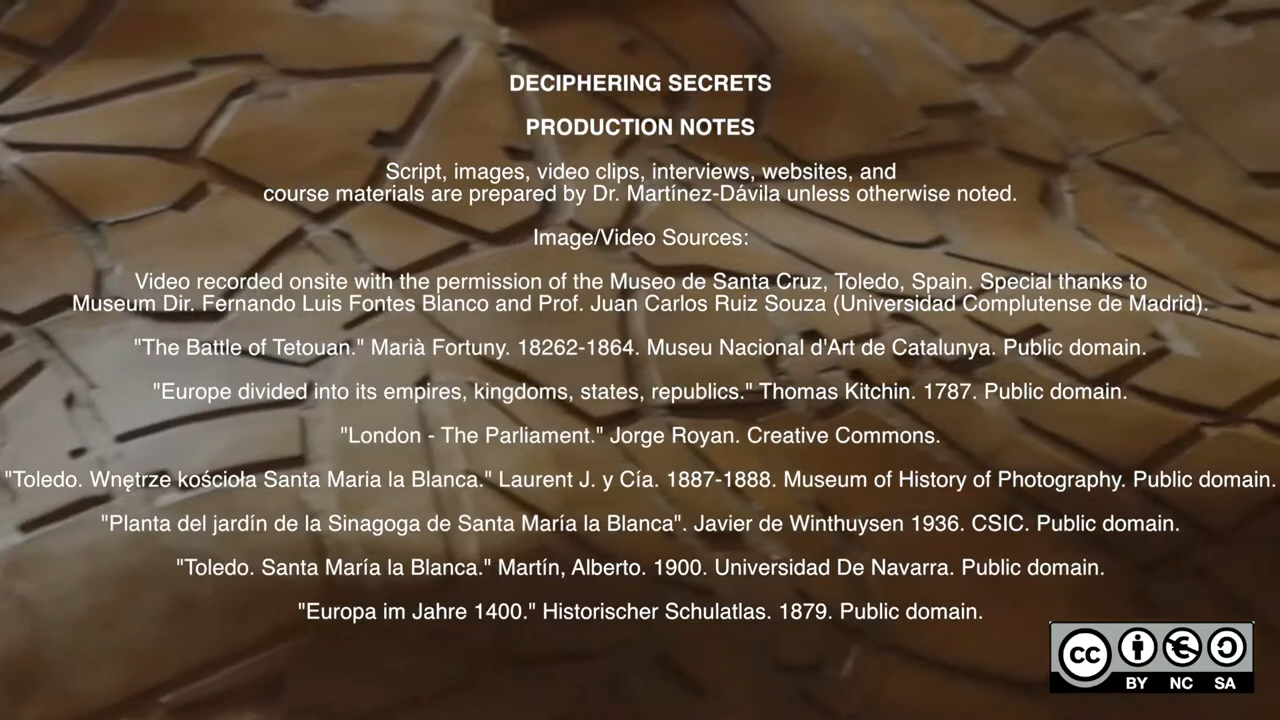 DECIPHERING SECRETS
PRODUCTION NOTES
Script, images, video clips, interviews, websites, and
course materials are prepared by Dr. Martínez-Dávila unless otherwise noted.
Image/Video Sources:
Video recorded onsite with the permission of the Museo de Santa Cruz, Toledo, Spain. Special thanks to
Museum Dir. Fernando Luis Fontes Blanco and Prof. Juan Carlos Ruiz Souza (Universidad Complutense de Madrid).
"The Battle of Tetouan." Marià Fortuny. 18262-1864. Museu Nacional d'Art de Catalunya. Public domain.
"Europe divided into its empires, kingdoms, states, republics." Thomas Kitchin. 1787. Public domain.
"London - The Parliament." Jorge Royan. Creative Commons.
"Toledo. Wnętrze kościoła Santa Maria la Blanca." Laurent J. y Cía. 1887-1888. Museum of History of Photography. Public domain.
"Planta del jardín de la Sinagoga de Santa María la Blanca". Javier de Winthuysen 1936. CSIC. Public domain.
"Toledo. Santa María la Blanca." Martín, Alberto. 1900. Universidad De Navarra. Public domain.
"Europa im Jahre 1400." Historischer Schulatlas. 1879. Public domain.
CC
BY NC SA